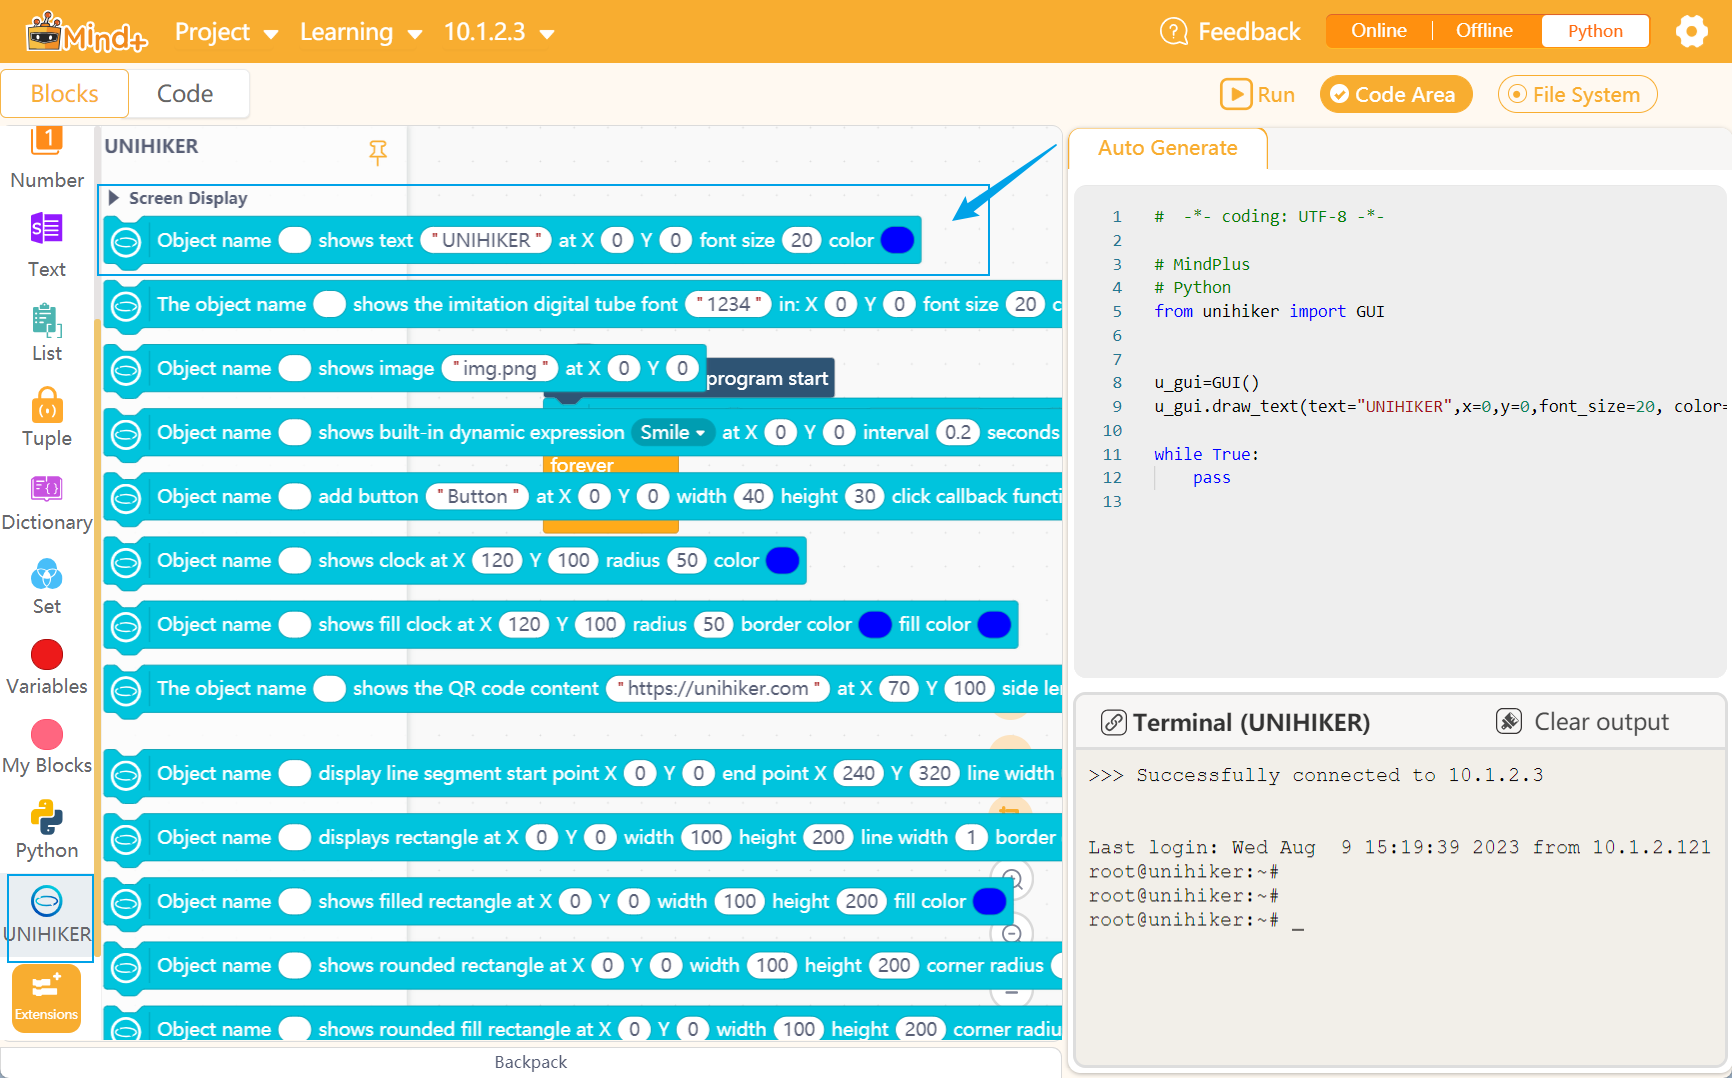 Mind+ Project Learning 10.1.2.3 Feedback Online Offline Python
Blocks Code Run Code Area File System
1
Number
S
Text
List
Tuple
Dictionary
Set
Variables
My Blocks
Python
UNIHIKER
Extensions
UNIHIKER
Screen Display
Object name shows text "UNIHIKER" at X 0 Y 0 font size 20 color
The object name shows the imitation digital tube font "1234" in: X 0 Y 0 font size 20 c
Object name shows image "img.png" at X 0 Y 0
program start
Object name shows built-in dynamic expression Smile at X 0 Y 0 interval 0.2 seconds
forever
Object name add button "Button" at X 0 Y 0 width 40 height 30 click callback functi
Object name shows clock at X 120 Y 100 radius 50 color
Object name shows fill clock at X 120 Y 100 radius 50 border color fill color
The object name shows the QR code content "https://unihiker.com" at X 70 Y 100 side le
Object name display line segment start point X 0 Y 0 end point X 240 Y 320 line width
Object name displays rectangle at X 0 Y 0 width 100 height 200 line width 1 border
Object name shows filled rectangle at X 0 Y 0 width 100 height 200 fill color
Object name shows rounded rectangle at X 0 Y 0 width 100 height 200 corner radius
Object name shows rounded fill rectangle at X 0 Y 0 width 100 height 200 corner radiu
Backpack
Auto Generate
1 # -*- coding: UTF-8 -*-
2
3 # MindPlus
4 # Python
5 from unihiker import GUI
6
7
8 u_gui=GUI()
9 u_gui.draw_text(text="UNIHIKER",x=0,y=0,font_size=20, color=
10
11 while True:
12 pass
13
Terminal (UNIHIKER) Clear output
>>> Successfully connected to 10.1.2.3
Last login: Wed Aug  9 15:19:39 2023 from 10.1.2.121
root@unihiker:~#
root@unihiker:~#
root@unihiker:~# _